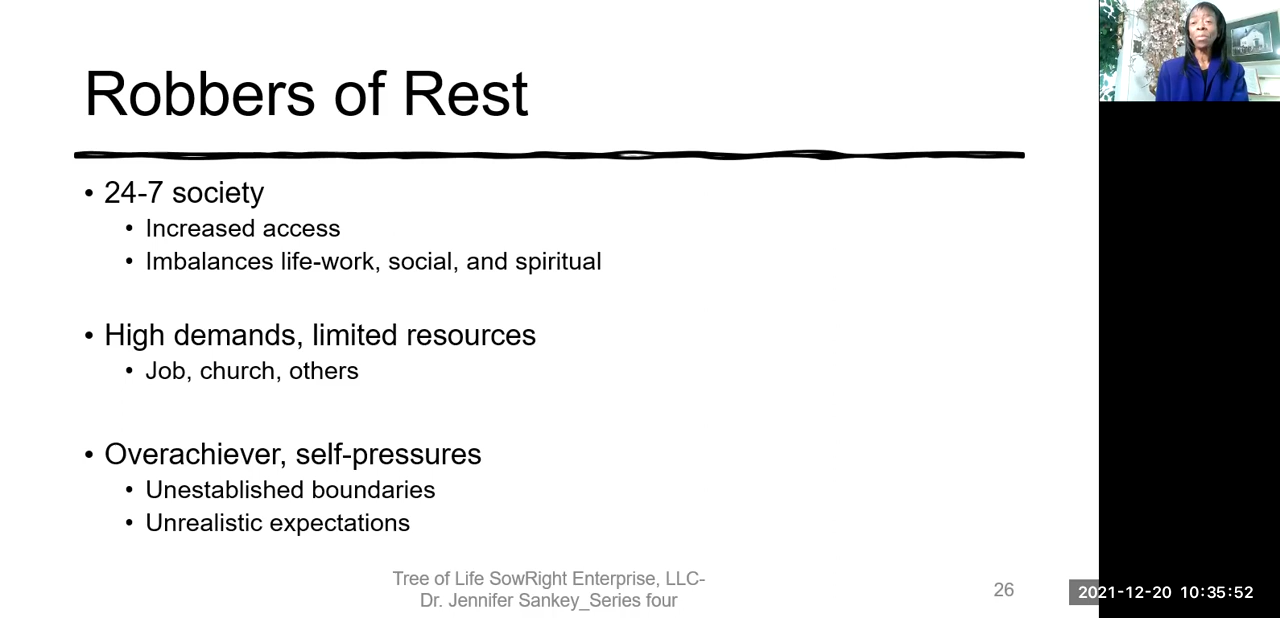 Robbers of Rest
• 24-7 society
• Increased access
• Imbalances life-work, social, and spiritual
• High demands, limited resources
• Job, church, others
• Overachiever, self-pressures
• Unestablished boundaries
• Unrealistic expectations
Tree of Life SowRight Enterprise, LLC-
Dr. Jennifer Sankey_Series four
26
2021-12-20 10:35:52